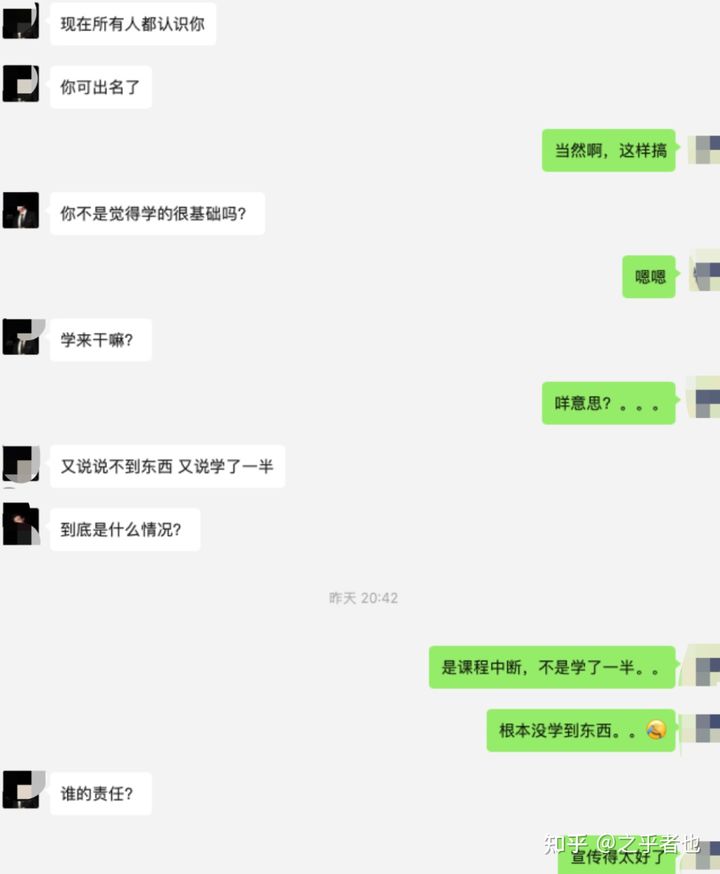 现在所有人都认识你
你可出名了
当然啊，这样搞
你不是觉得学的很基础吗？
嗯嗯
学来干嘛？
咩意思？。。。
又说说不到东西 又说学了一半
到底是什么情况？
昨天 20:42
是课程中断，不是学了一半。。
根本没学到东西。。
谁的责任？
宣传得太好了
知乎 @之乎者也